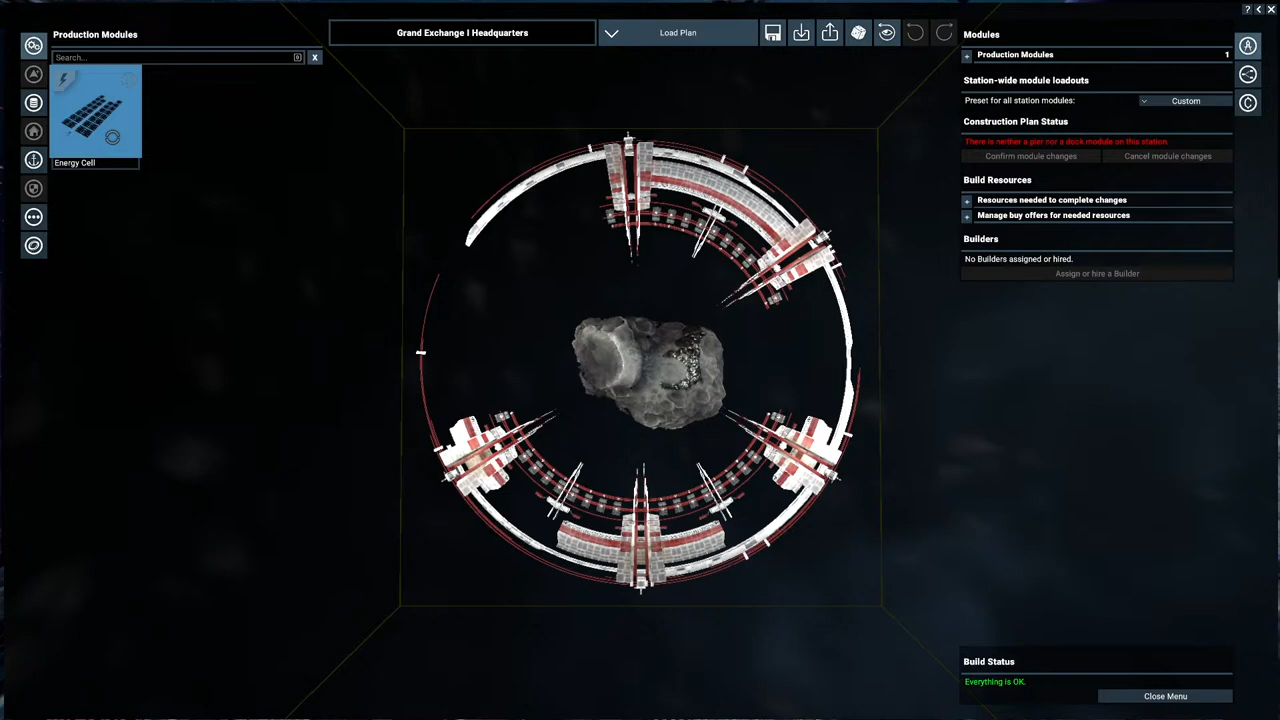 Production Modules
Search...
X
Energy Cell
Grand Exchange I Headquarters
Load Plan
?
Modules
Production Modules 1
Station-wide module loadouts
Preset for all station modules: Custom
Construction Plan Status
There is neither a pier nor a dock module on this station.
Confirm module changes Cancel module changes
Build Resources
Resources needed to complete changes
Manage buy offers for needed resources
Builders
No Builders assigned or hired.
Assign or hire a Builder
Build Status
Everything is OK.
Close Menu